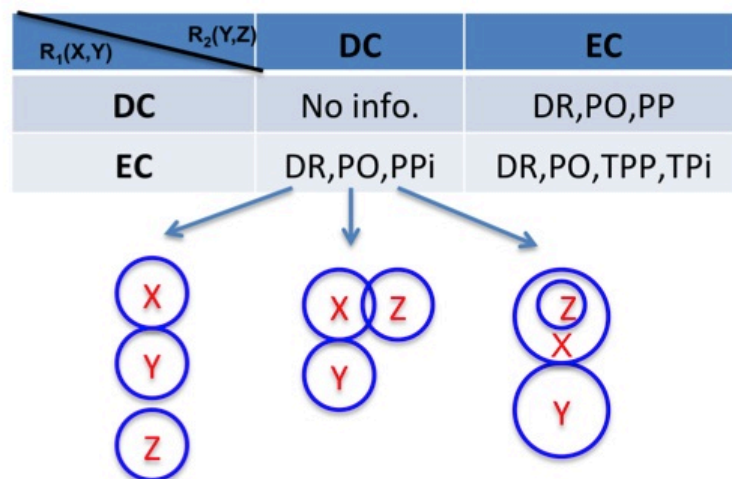 R₂(Y,Z) DC EC
R₁(X,Y)
DC No info. DR,PO,PP
EC DR,PO,PPi DR,PO,TPP,TPi
X
Y
Z
X Z
Y
Z
X
Y